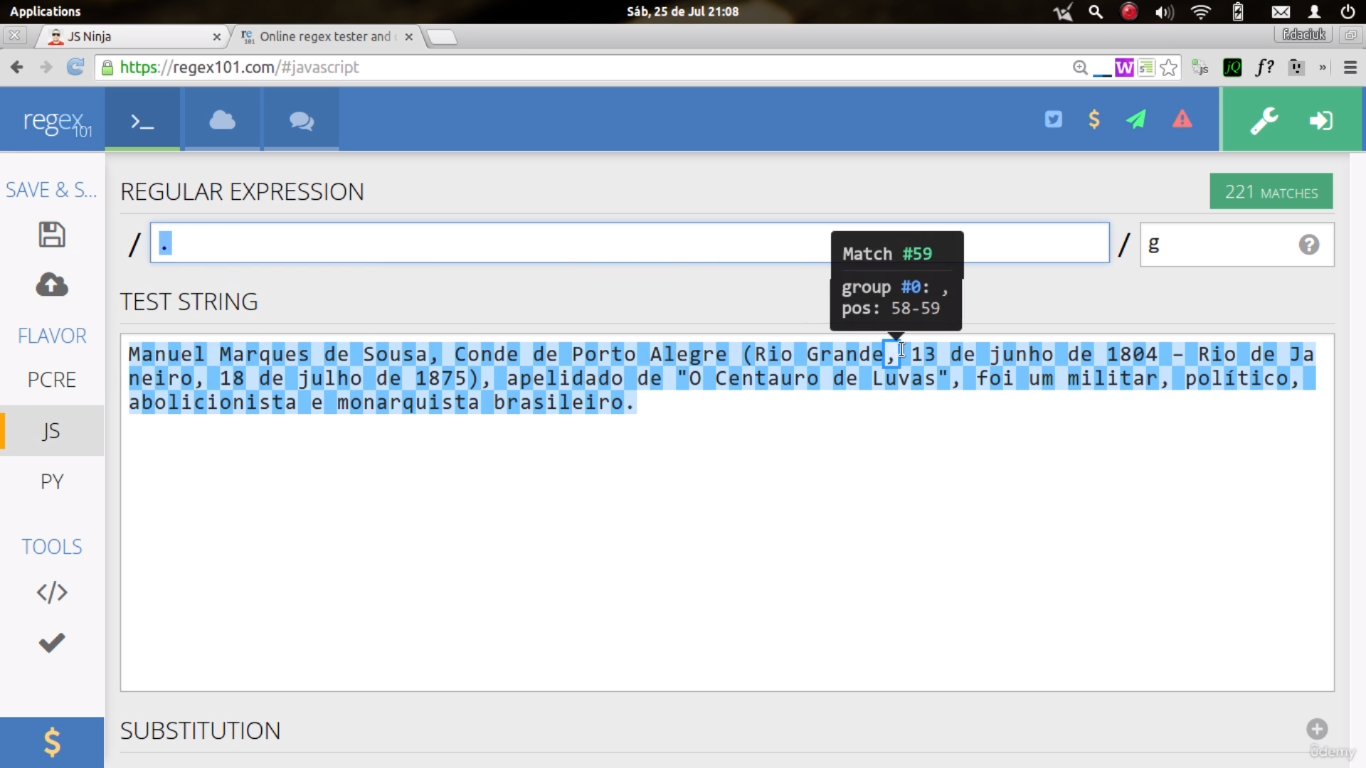 Applications
Sáb, 25 de Jul 21:08
JS Ninja
Online regex tester and
fdaciuk
https://regex101.com/#javascript
regex101
REGULAR EXPRESSION
221 MATCHES
SAVE & S...
/ . / g
Match #59
group #0: ,
pos: 58-59
TEST STRING
FLAVOR
PCRE
JS
PY
TOOLS
Manuel Marques de Sousa, Conde de Porto Alegre (Rio Grande, 13 de junho de 1804 – Rio de Ja
neiro, 18 de julho de 1875), apelidado de "O Centauro de Luvas", foi um militar, político,
abolicionista e monarquista brasileiro.
SUBSTITUTION
ûdemy